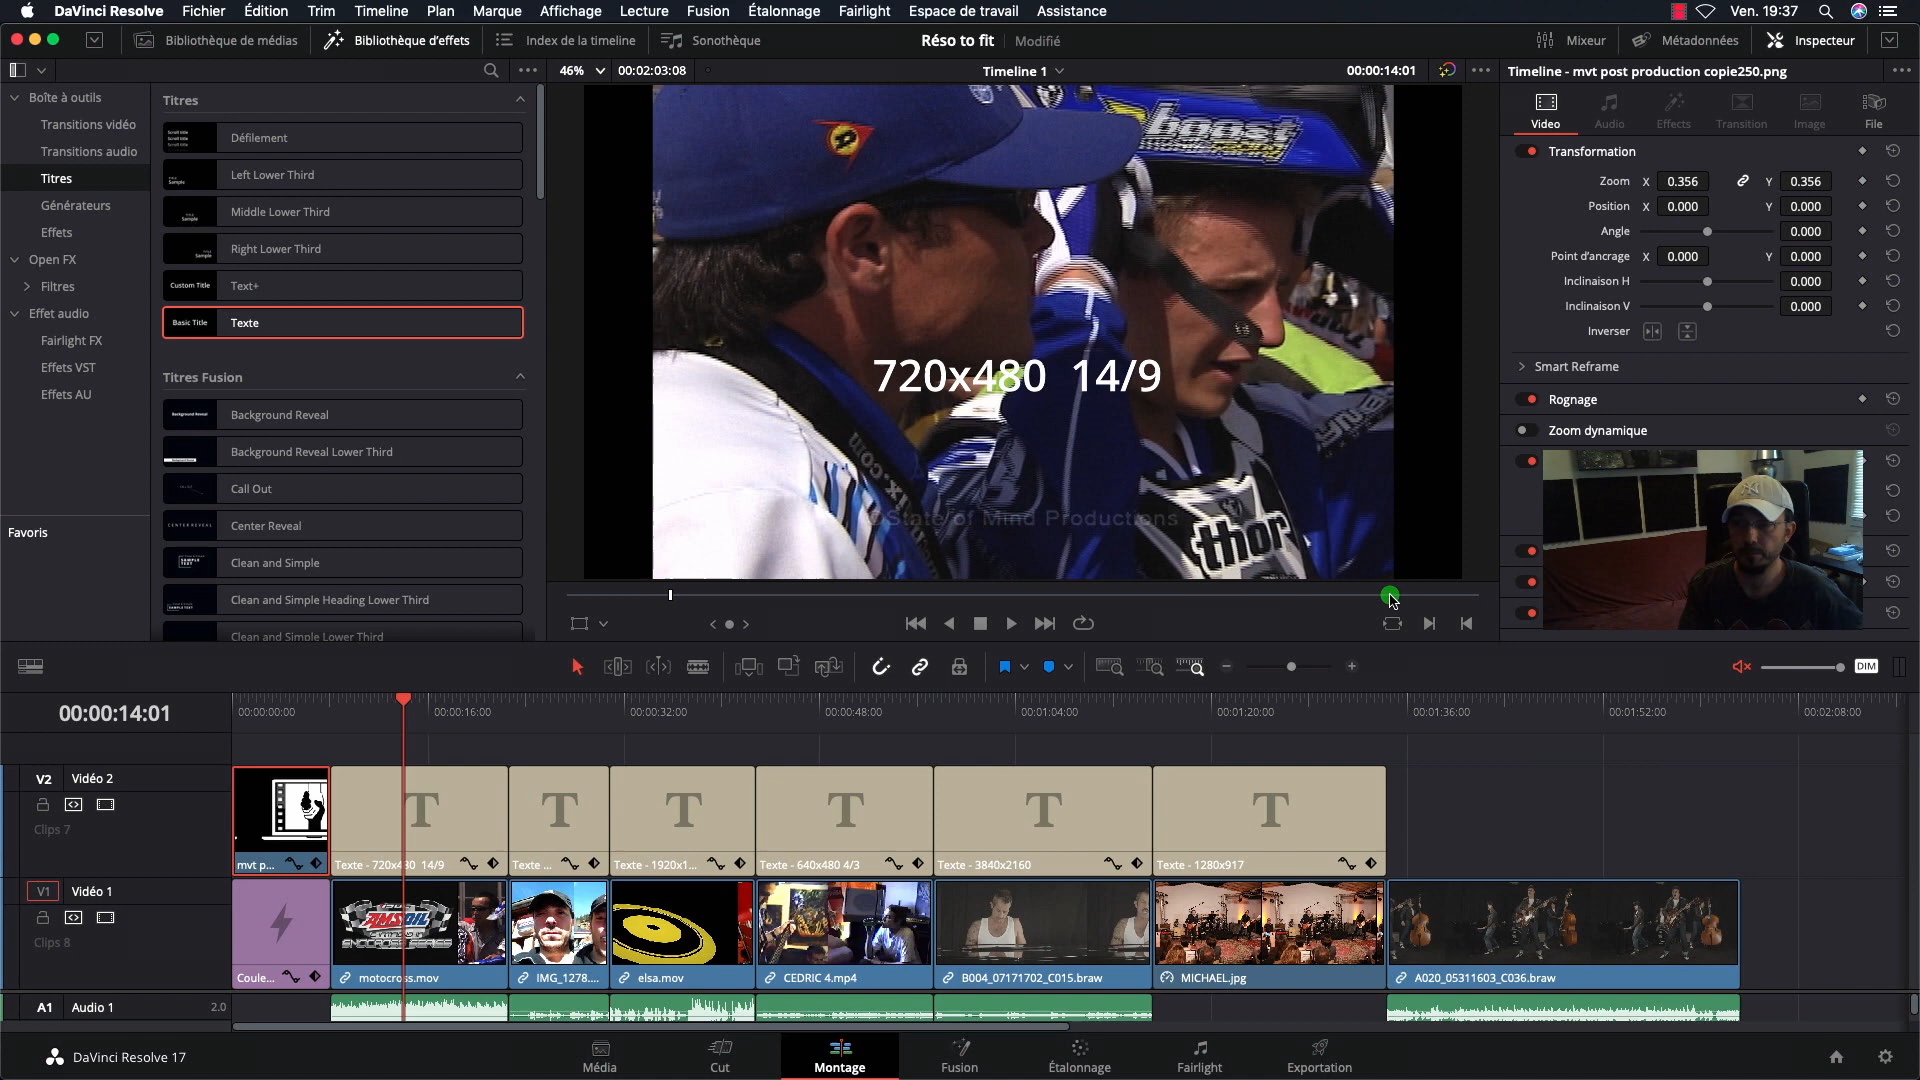 DaVinci Resolve Fichier Édition Trim Timeline Plan Marque Affichage Lecture Fusion Étalonnage Fairlight Espace de travail Assistance Ven. 19:37
Bibliothèque de médias Bibliothèque d'effets Index de la timeline Sonothèque Réso to fit Modifié Mixeur Métadonnées Inspecteur
46% 00:02:03:08 Timeline 1 00:00:14:01 Timeline - mvt post production copie250.png
Boîte à outils
Transitions vidéo
Transitions audio
Titres
Générateurs
Effets
Open FX
Filtres
Effet audio
Fairlight FX
Effets VST
Effets AU
Favoris
Titres
Défilement
Left Lower Third
Middle Lower Third
Right Lower Third
Custom Title Text+
Basic Title Texte
Titres Fusion
Background Reveal Background Reveal
Background Reveal Lower Third
Call Out
CENTER REVEAL Center Reveal
Clean and Simple
Clean and Simple Heading Lower Third
Clean and Simple Lower Third
boost
720x480 14/9
©State of Mind Productions
thor
Video Audio Effects Transition Image File
Transformation
Zoom X 0.356 Y 0.356
Position X 0.000 Y 0.000
Angle 0.000
Point d'ancrage X 0.000 Y 0.000
Inclinaison H 0.000
Inclinaison V 0.000
Inverser
Smart Reframe
Rognage
Zoom dynamique
DIM
00:00:14:01 00:00:00:00 00:00:16:00 00:00:32:00 00:00:48:00 00:01:04:00 00:01:20:00 00:01:36:00 00:01:52:00 00:02:08:00
V2 Vidéo 2
Clips 7
mvt p... Texte - 720x480 14/9 Texte ... Texte - 1920x1... Texte - 640x480 4/3 Texte - 3840x2160 Texte - 1280x917
V1 Vidéo 1
Clips 8
AMSOIL
SNOCROSS SERIES
Coule... motocross.mov IMG_1278.... elsa.mov CEDRIC 4.mp4 B004_07171702_C015.braw MICHAEL.jpg A020_05311603_C036.braw
A1 Audio 1 2.0
DaVinci Resolve 17 Média Cut Montage Fusion Étalonnage Fairlight Exportation